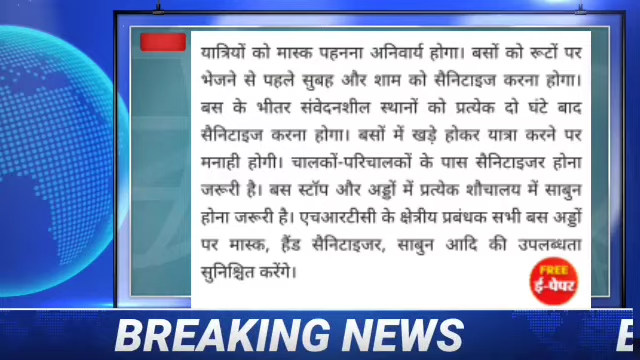 यात्रियों को मास्क पहनना अनिवार्य होगा। बसों को रूटों पर
भेजने से पहले सुबह और शाम को सैनिटाइज करना होगा।
बस के भीतर संवेदनशील स्थानों को प्रत्येक दो घंटे बाद
सैनिटाइज करना होगा। बसों में खड़े होकर यात्रा करने पर
मनाही होगी। चालकों-परिचालकों के पास सैनिटाइजर होना
जरूरी है। बस स्टॉप और अड्डों में प्रत्येक शौचालय में साबुन
होना जरूरी है। एचआरटीसी के क्षेत्रीय प्रबंधक सभी बस अड्डों
पर मास्क, हैंड सैनिटाइजर, साबुन आदि की उपलब्धता
सुनिश्चित करेंगे।
FREE
ई-पेपर
BREAKING NEWS